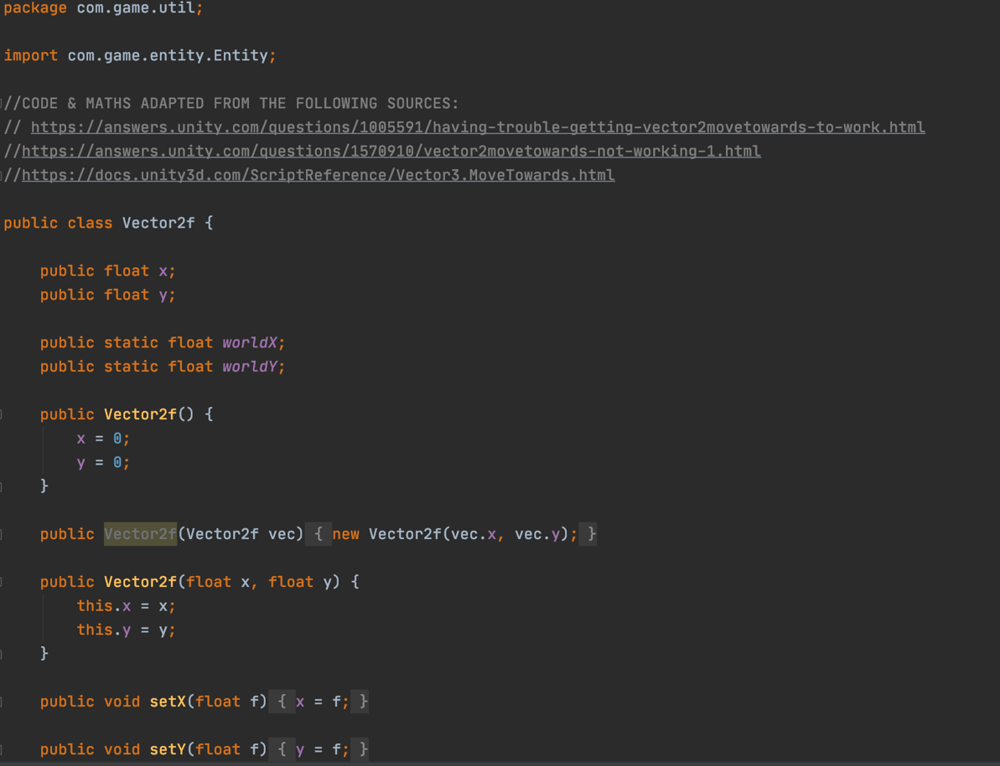 package com.game.util;
import com.game.entity.Entity;
//CODE & MATHS ADAPTED FROM THE FOLLOWING SOURCES:
// https://answers.unity.com/questions/1005591/having-trouble-getting-vector2movetowards-to-work.html
//https://answers.unity.com/questions/1570910/vector2movetowards-not-working-1.html
//https://docs.unity3d.com/ScriptReference/Vector3.MoveTowards.html
public class Vector2f {
public float x;
public float y;
public static float worldX;
public static float worldY;
public Vector2f() {
x = 0;
y = 0;
}
public Vector2f(Vector2f vec) { new Vector2f(vec.x, vec.y); }
public Vector2f(float x, float y) {
this.x = x;
this.y = y;
}
public void setX(float f) { x = f; }
public void setY(float f) { y = f; }